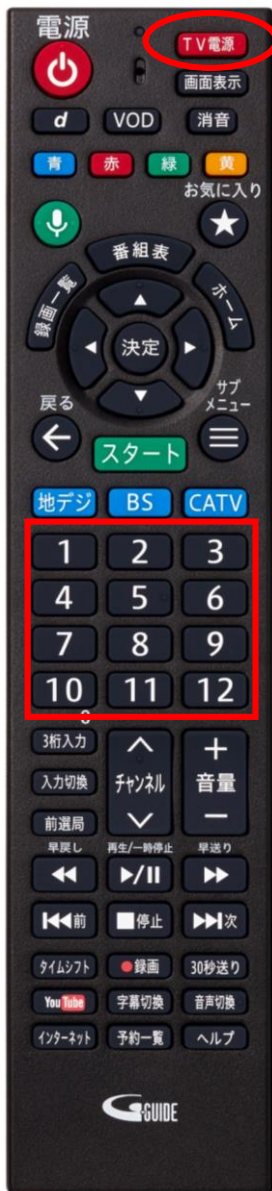 電源
TV電源
画面表示
d VOD 消音
青 赤 緑 黄
お気に入り
番組表
録画一覧
ホーム
決定
戻る
サブ
メニュー
スタート
地デジ BS CATV
1 2 3
4 5 6
7 8 9
10 11 12
3桁入力
入力切換 チャンネル + 音量 −
前選局
早戻し 再生/一時停止 早送り
前 停止 次
タイムシフト 録画 30秒送り
YouTube 字幕切換 音声切換
インターネット 予約一覧 ヘルプ
G-GUIDE